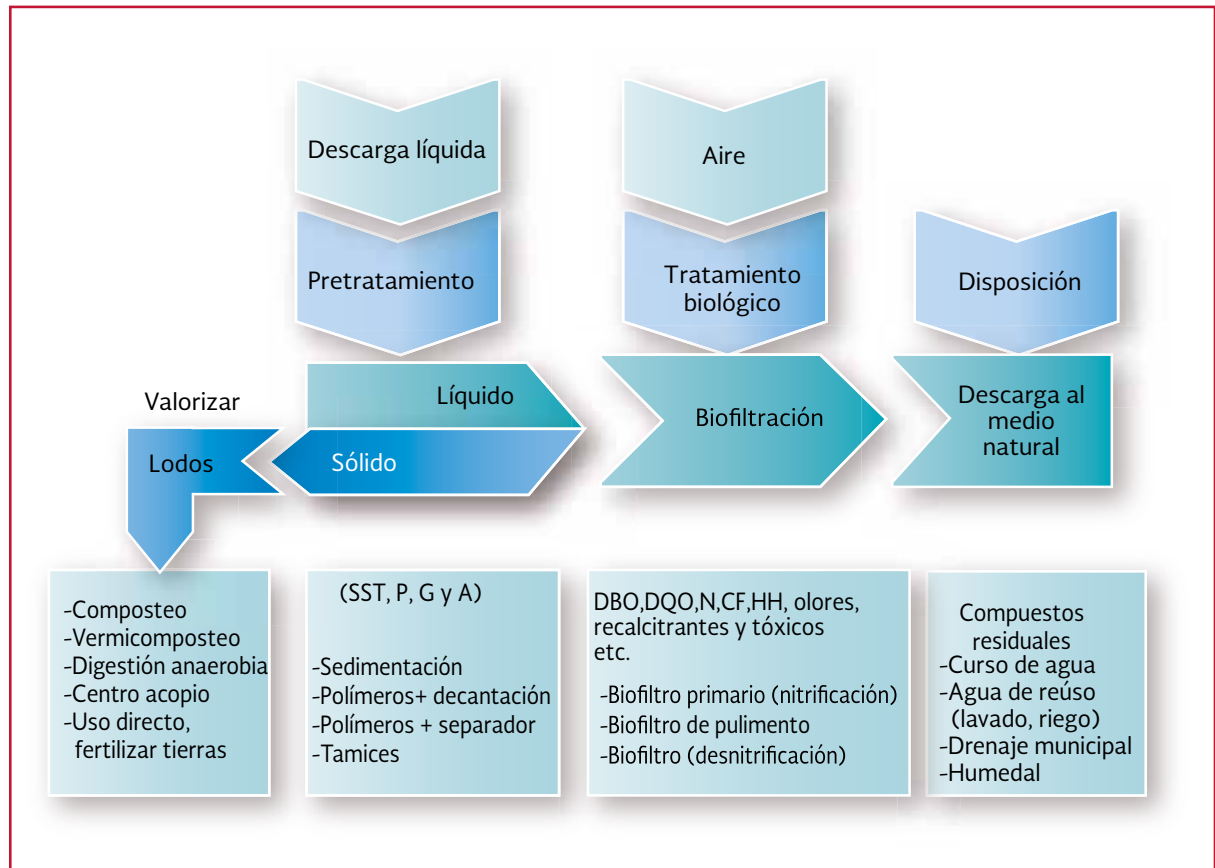 Descarga líquida
Aire
Pretratamiento
Tratamiento
biológico
Disposición
Valorizar
Líquido
Lodos
Sólido
Biofiltración
Descarga al
medio
natural
-Composteo
-Vermicomposteo
-Digestión anaerobia
-Centro acopio
-Uso directo,
fertilizar tierras
(SST, P, G y A)
-Sedimentación
-Polímeros+ decantación
-Polímeros + separador
-Tamices
DBO,DQO,N,CF,HH, olores,
recalcitrantes y tóxicos
etc.
-Biofiltro primario (nitrificación)
-Biofiltro de pulimento
-Biofiltro (desnitrificación)
Compuestos
residuales
-Curso de agua
-Agua de reúso
(lavado, riego)
-Drenaje municipal
-Humedal